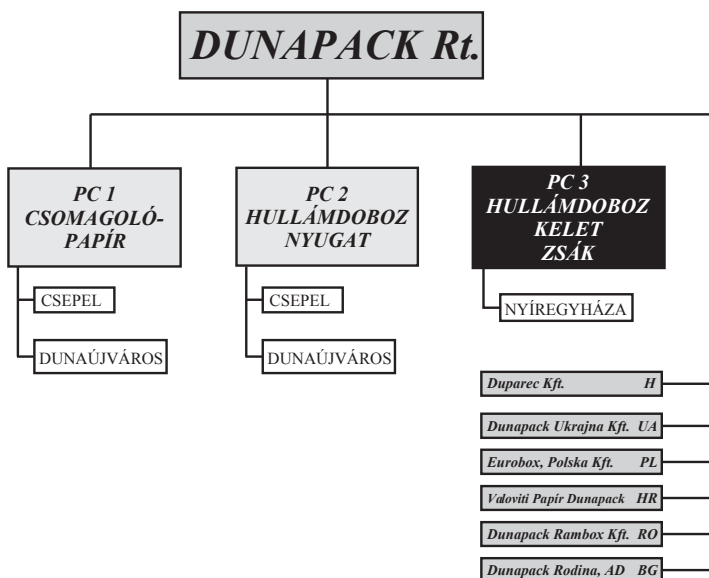 DUNAPACK Rt.
PC 1
CSOMAGOLÓ-
PAPÍR
PC 2
HULLÁMDOBOZ
NYUGAT
PC 3
HULLÁMDOBOZ
KELET
ZSÁK
CSEPEL
DUNAÚJVÁROS
CSEPEL
DUNAÚJVÁROS
NYÍREGYHÁZA
Duparec Kft. H
Dunapack Ukrajna Kft. UA
Eurobox, Polska Kft. PL
Valoviti Papír Dunapack HR
Dunapack Rambox Kft. RO
Dunapack Rodina, AD BG